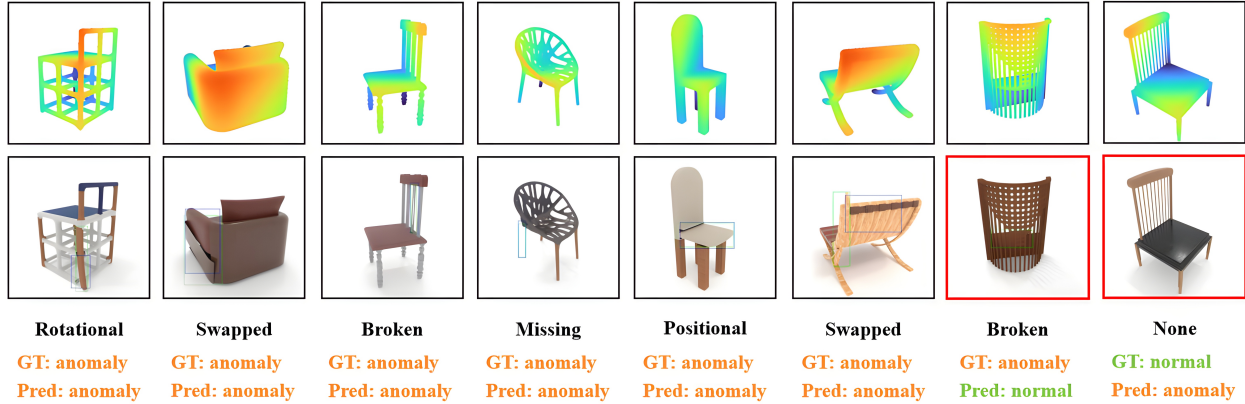 Rotational Swapped Broken Missing Positional Swapped Broken None
GT: anomaly GT: anomaly GT: anomaly GT: anomaly GT: anomaly GT: anomaly GT: anomaly GT: normal
Pred: anomaly Pred: anomaly Pred: anomaly Pred: anomaly Pred: anomaly Pred: anomaly Pred: normal Pred: anomaly